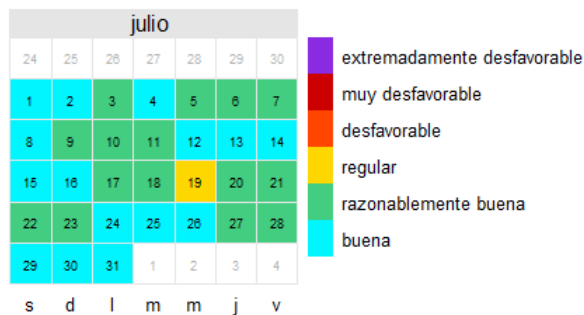 julio
24 25 26 27 28 29 30
1 2 3 4 5 6 7
8 9 10 11 12 13 14
15 16 17 18 19 20 21
22 23 24 25 26 27 28
29 30 31 1 2 3 4
s d l m m j v
extremadamente desfavorable
muy desfavorable
desfavorable
regular
razonablemente buena
buena